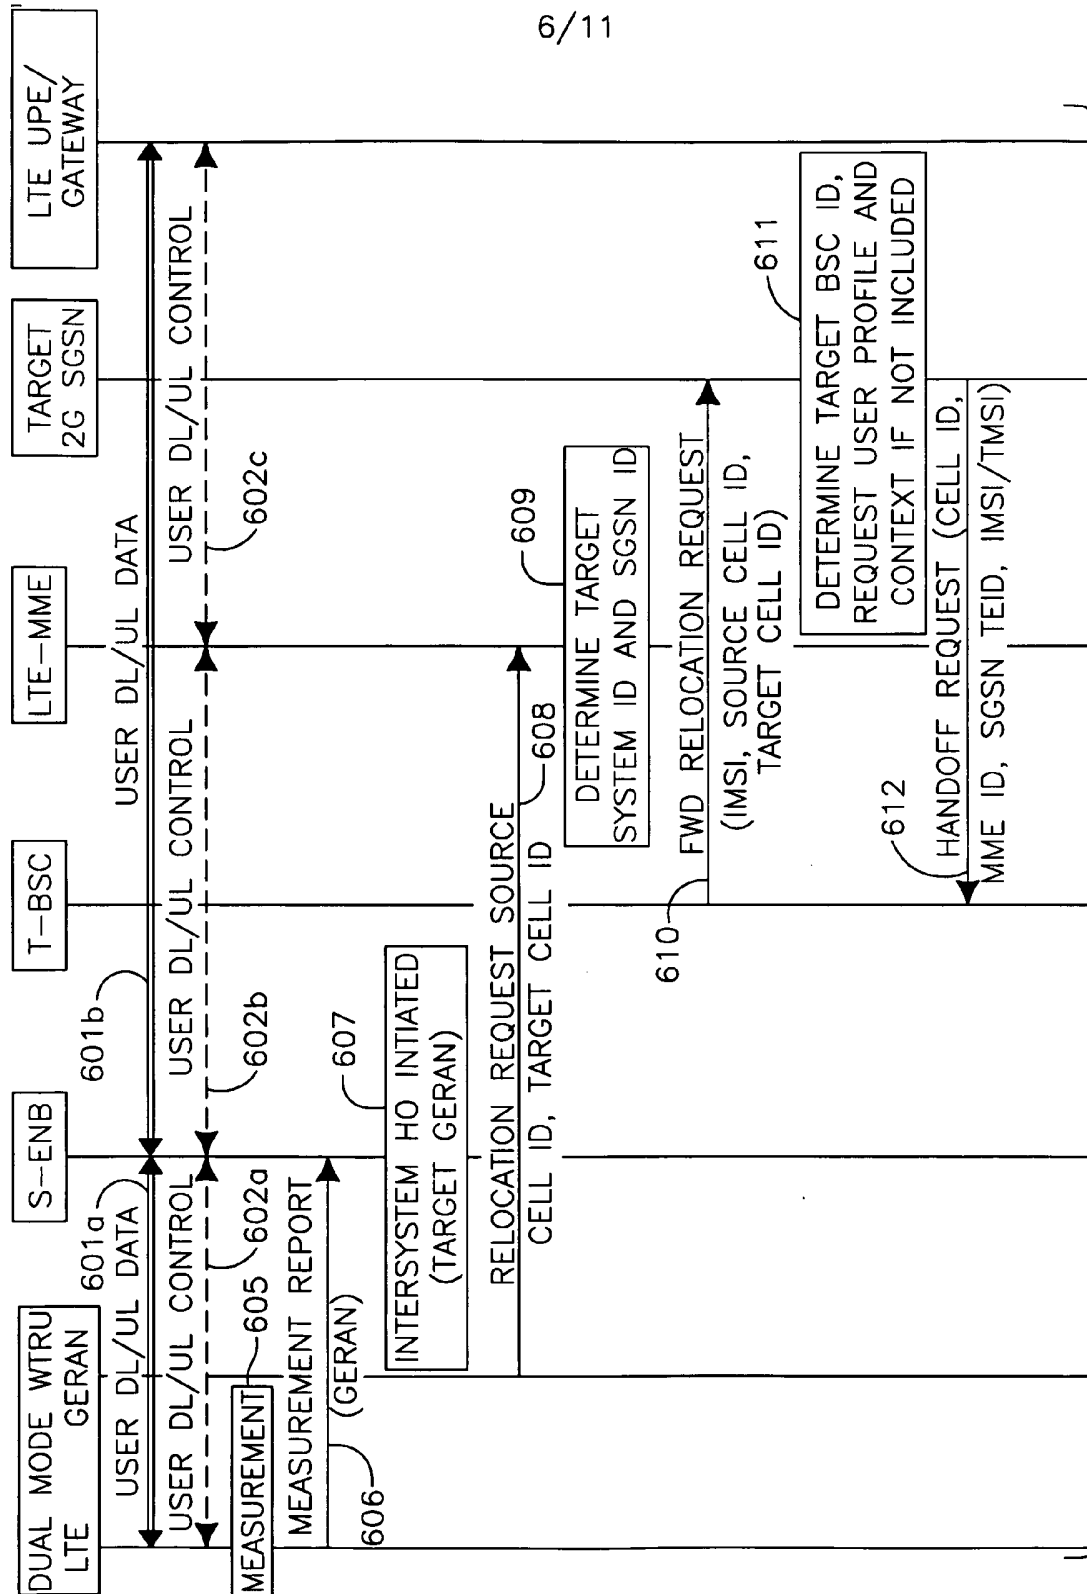 6/11
DUAL MODE WTRU
LTE GERAN
S-ENB
T-BSC
LTE-MME
TARGET
2G SGSN
LTE UPE/
GATEWAY
601a
USER DL/UL DATA
601b
USER DL/UL DATA
USER DL/UL CONTROL
602a
USER DL/UL CONTROL
602b
USER DL/UL CONTROL
602c
MEASUREMENT
605
MEASUREMENT REPORT
(GERAN)
606
607
INTERSYSTEM HO INTIATED
(TARGET GERAN)
RELOCATION REQUEST SOURCE
CELL ID, TARGET CELL ID
608
609
DETERMINE TARGET
SYSTEM ID AND SGSN ID
610
FWD RELOCATION REQUEST
(IMSI, SOURCE CELL ID,
TARGET CELL ID)
611
DETERMINE TARGET BSC ID,
REQUEST USER PROFILE AND
CONTEXT IF NOT INCLUDED
612
HANDOFF REQUEST (CELL ID,
MME ID, SGSN TEID, IMSI/TMSI)